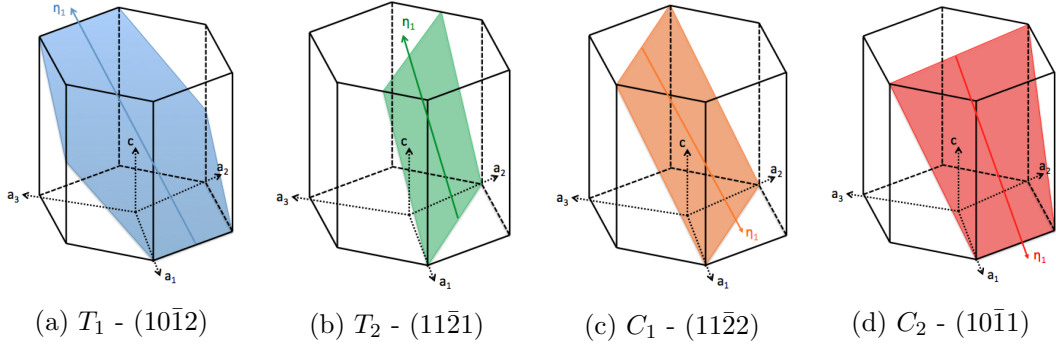 η₁
c
a₂
a₃
a₁
η₁
c
a₂
a₃
a₁
c
a₂
a₃
η₁
a₁
c
a₂
a₃
η₁
a₁
(a) T₁ - (101̄2)
(b) T₂ - (112̄1)
(c) C₁ - (112̄2)
(d) C₂ - (101̄1)